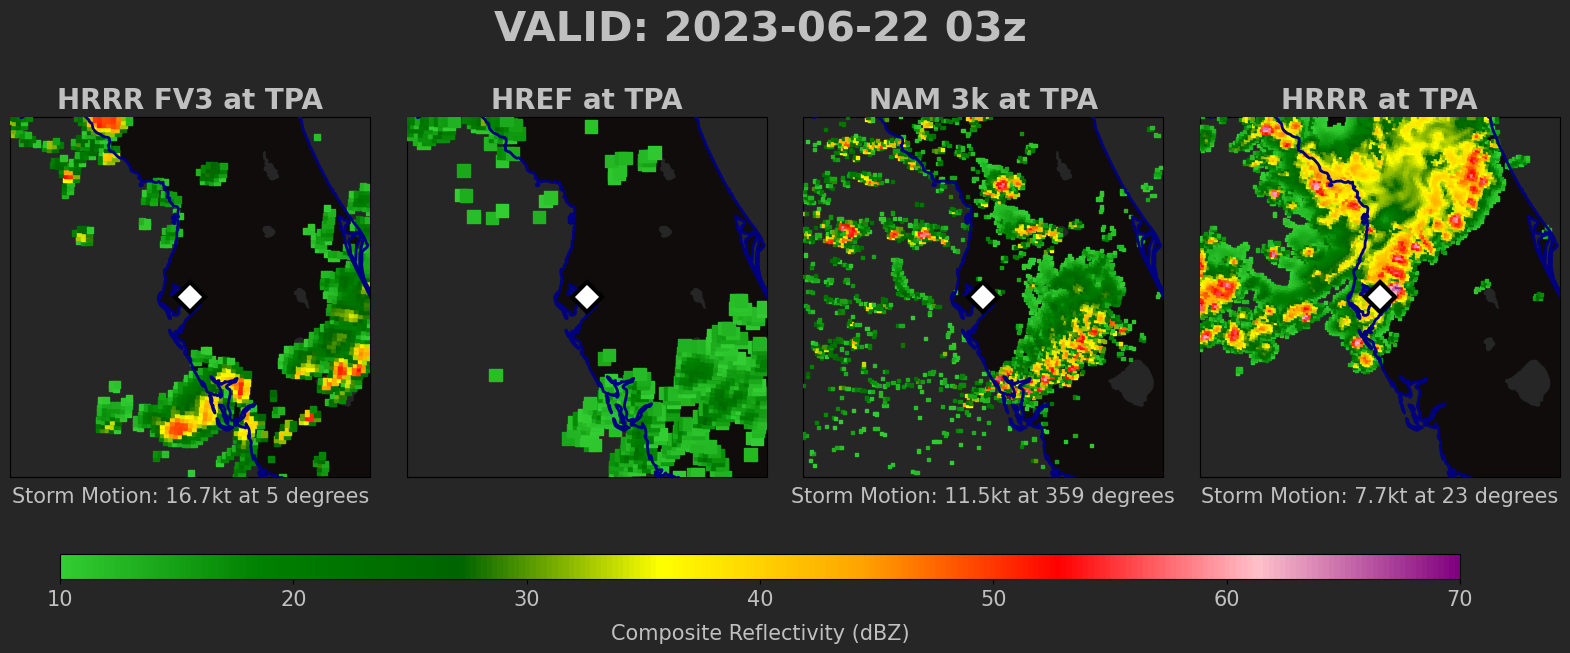 VALID: 2023-06-22 03z
HRRR FV3 at TPA
HREF at TPA
NAM 3k at TPA
HRRR at TPA
Storm Motion: 16.7kt at 5 degrees
Storm Motion: 11.5kt at 359 degrees
Storm Motion: 7.7kt at 23 degrees
10 20 30 40 50 60 70
Composite Reflectivity (dBZ)